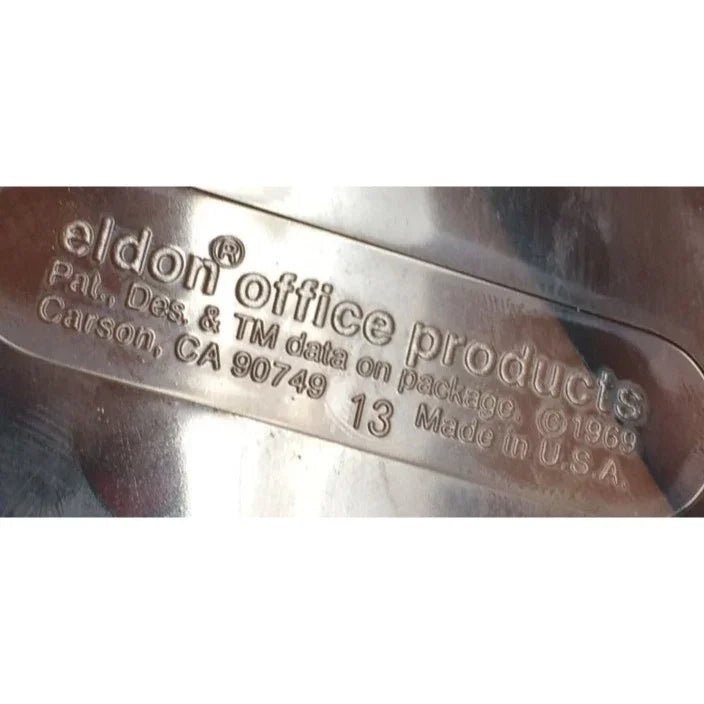 eldon® office products
Pat., Des. & TM data on package. © 1969
Carson, CA 90749 13 Made in U.S.A.